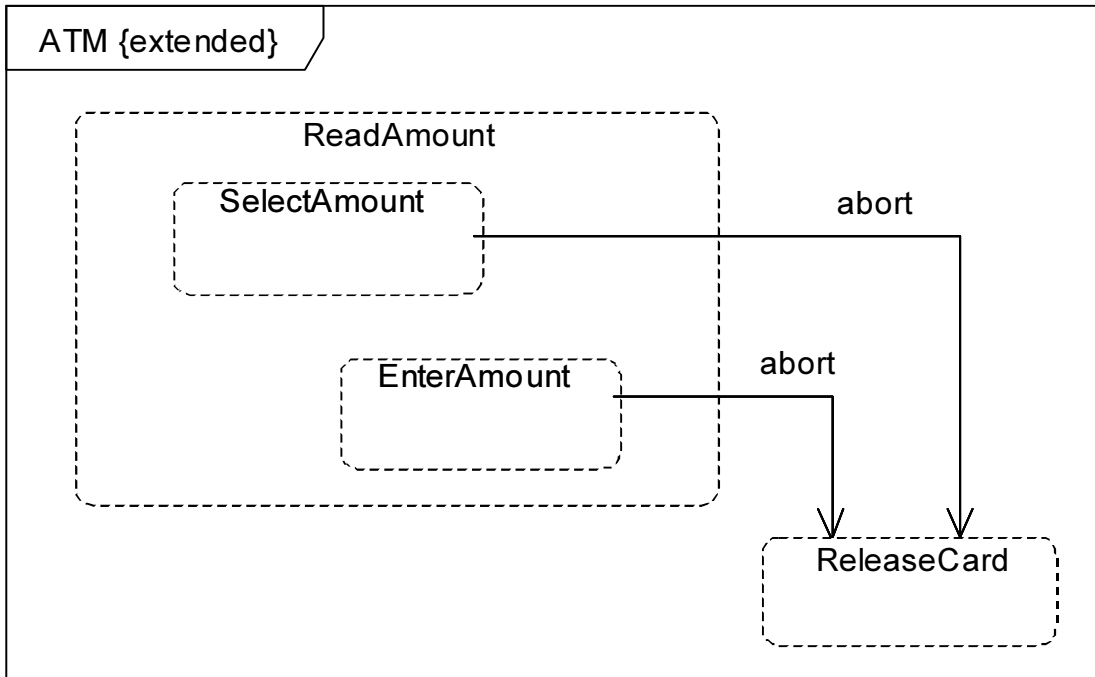 ATM {extended}
ReadAmount
SelectAmount
abort
EnterAmount
abort
ReleaseCard